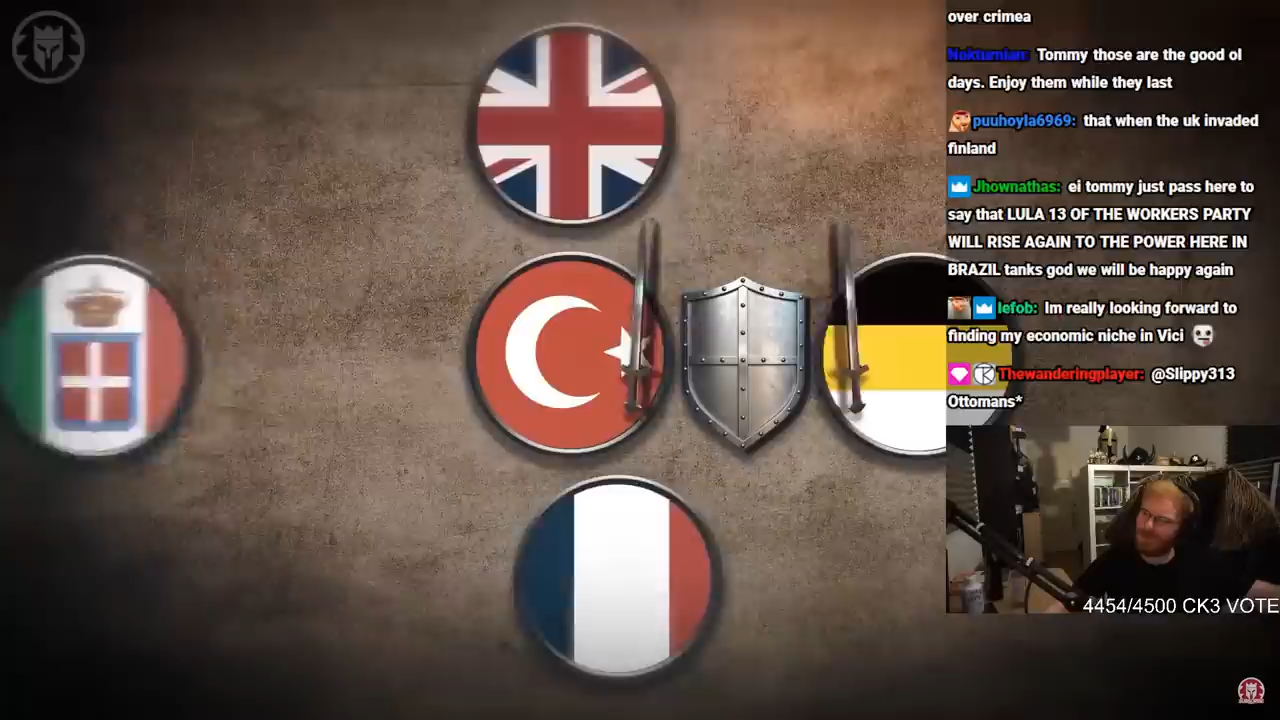 over crimea
Nokturnian: Tommy those are the good ol
days. Enjoy them while they last
puuhoyla6969: that when the uk invaded
finland
Jhownathas: ei tommy just pass here to
say that LULA 13 OF THE WORKERS PARTY
WILL RISE AGAIN TO THE POWER HERE IN
BRAZIL tanks god we will be happy again
lefob: Im really looking forward to
finding my economic niche in Vici
Thewanderingplayer: @Slippy313
Ottomans*
4454/4500 CK3 VOTE